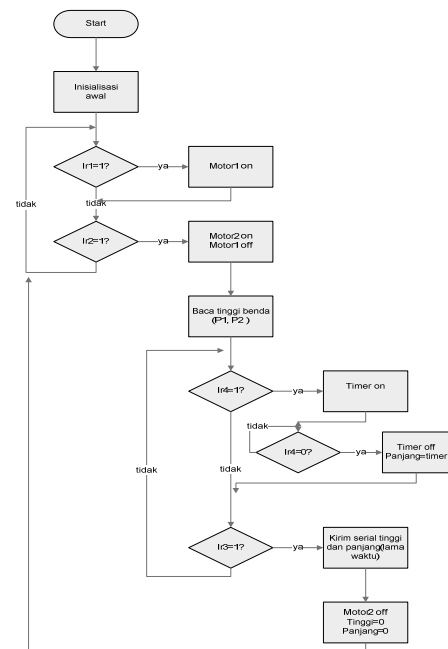 Start
Inisialisasi
awal
Ir1=1?
ya
Motor1 on
tidak
tidak
Ir2=1?
ya
Motor2 on
Motor1 off
Baca tinggi benda
(P1, P2 )
Ir4=1?
ya
Timer on
tidak
Ir4=0?
ya
Timer off
Panjang=timer
tidak
tidak
Ir3=1?
ya
Kirim serial tinggi
dan panjang(lama
waktu)
Motor2 off
Tinggi=0
Panjang=0